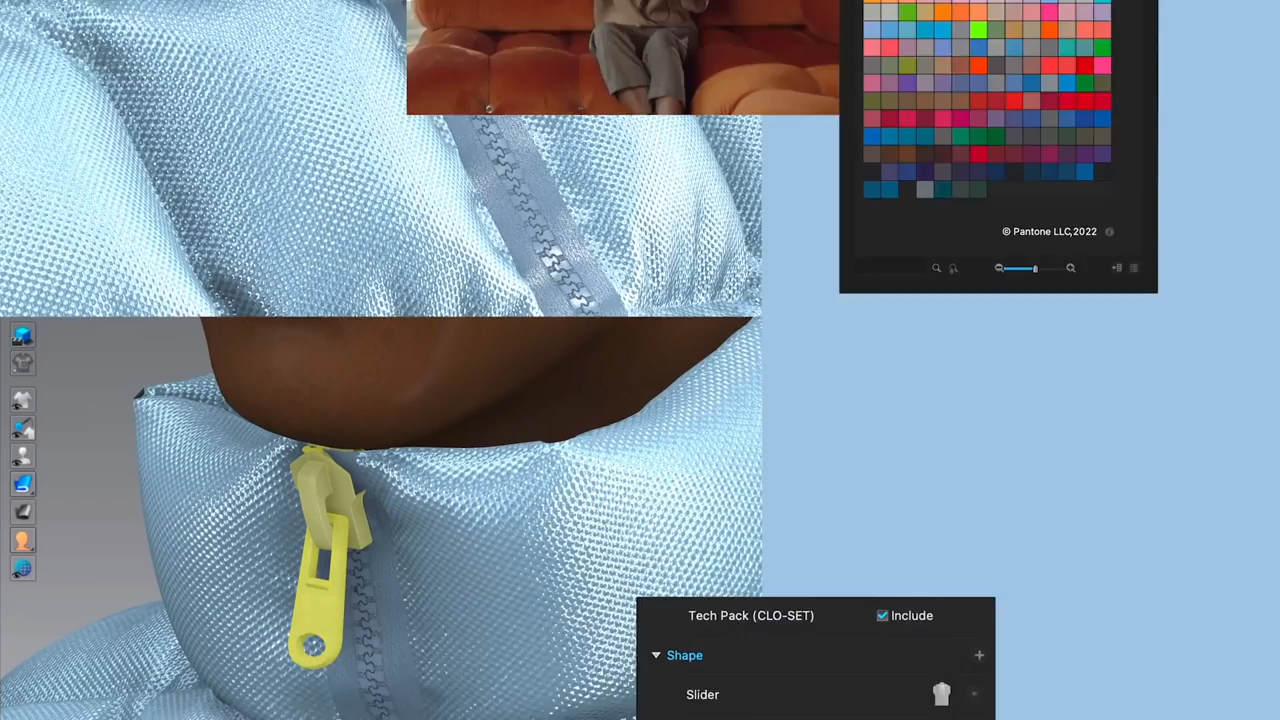 © Pantone LLC,2022
Tech Pack (CLO-SET)
Include
Shape
Slider